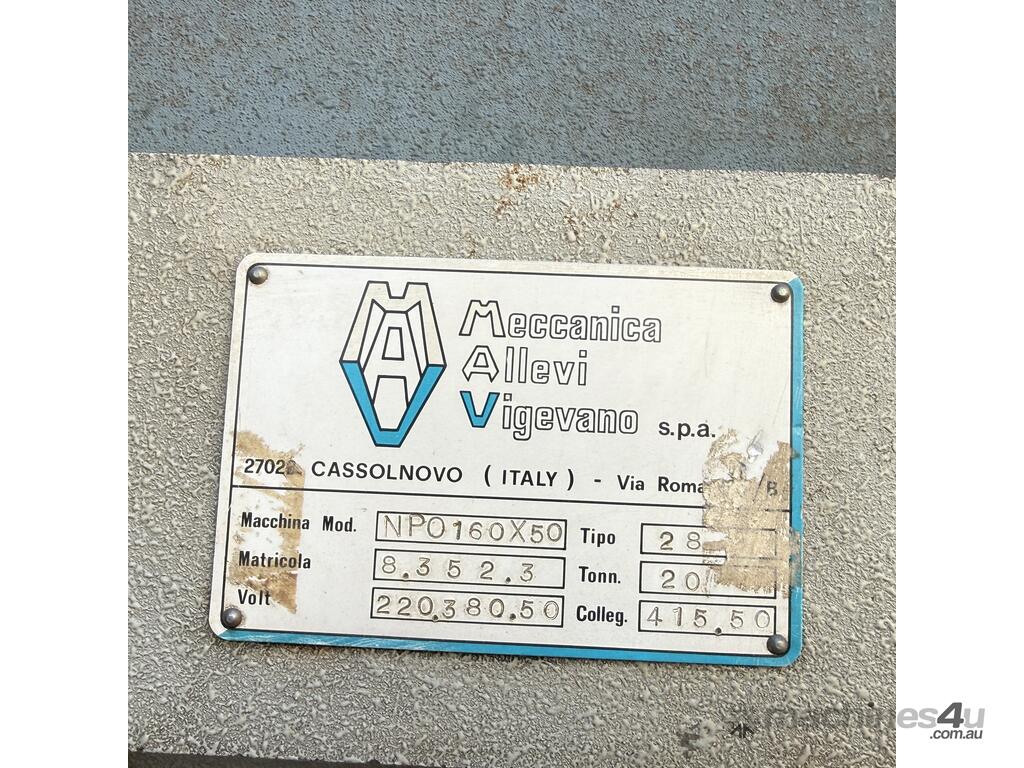 MAV
Meccanica
Allevi
Vigevano s.p.a.
CASSOLNOVO (ITALY) - Via Roma
Macchina Mod. NPO160X50 Tipo 28
Matricola 8.352.3 Tonn. 20
Volt 220.380.50 Colleg. 415.50
machines4u
.com.au